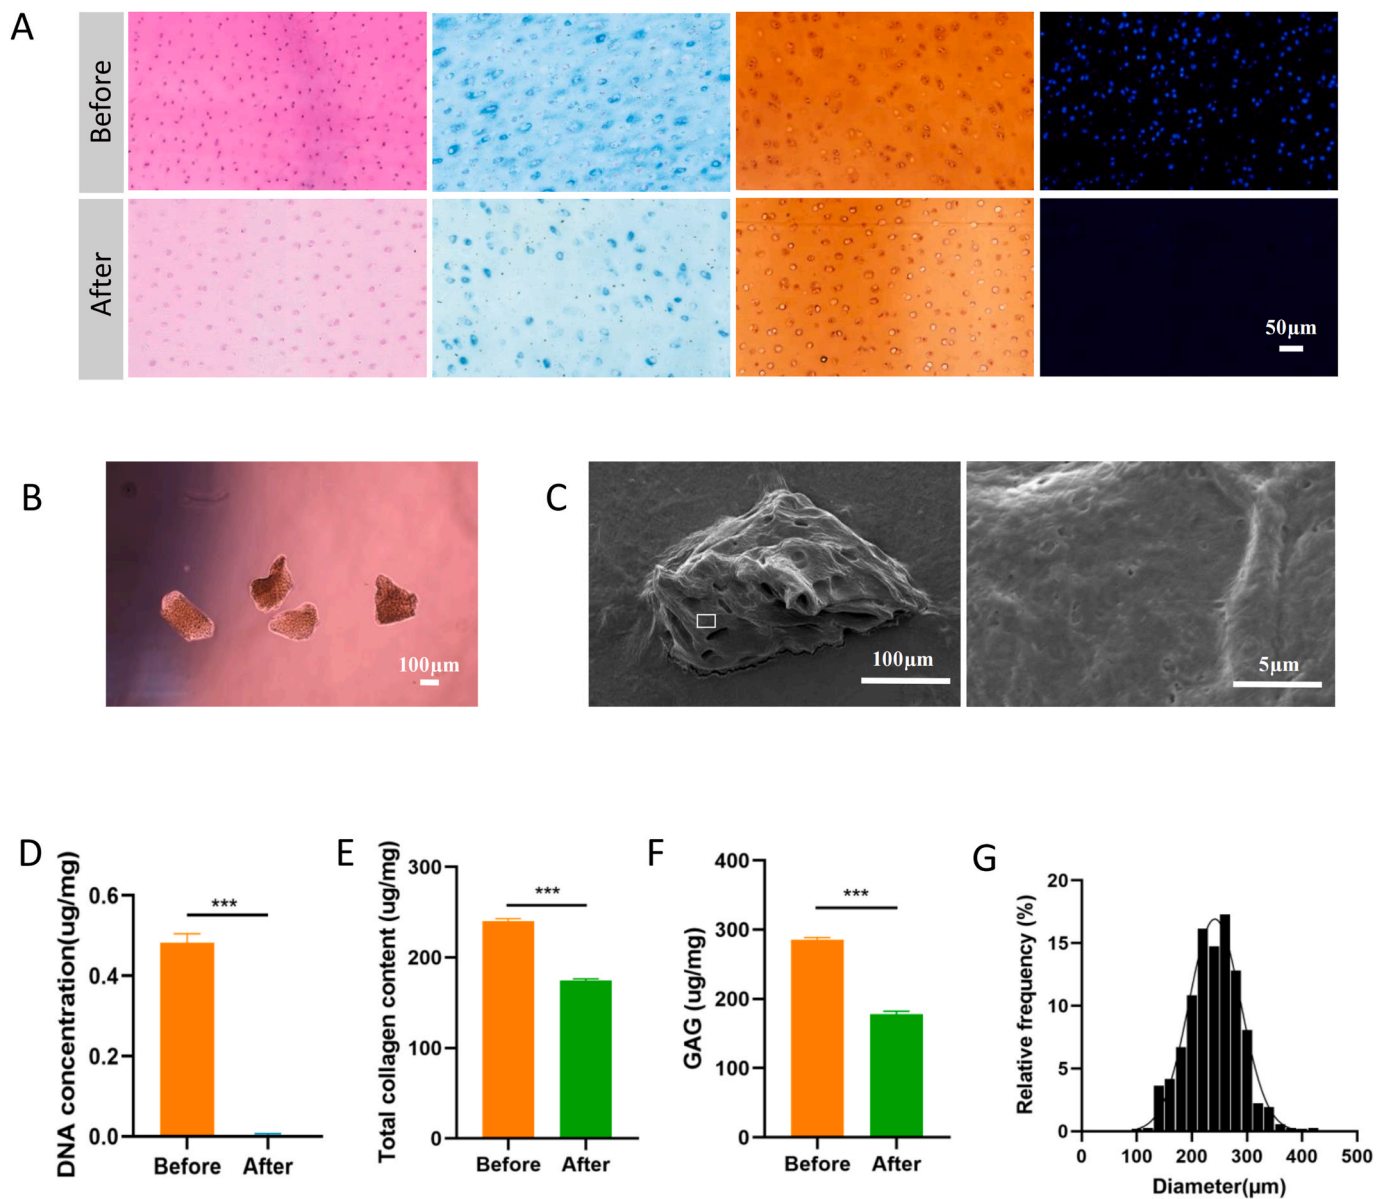 A
Before
After
50μm
B
100μm
C
100μm
5μm
D
DNA concentration(ug/mg)
0.6
0.4
0.2
0.0
***
Before
After
E
Total collagen content (ug/mg)
300
200
100
0
***
Before
After
F
GAG (ug/mg)
400
300
200
100
0
***
Before
After
G
Relative frequency (%)
20
15
10
5
0
0
100
200
300
400
500
Diameter(μm)